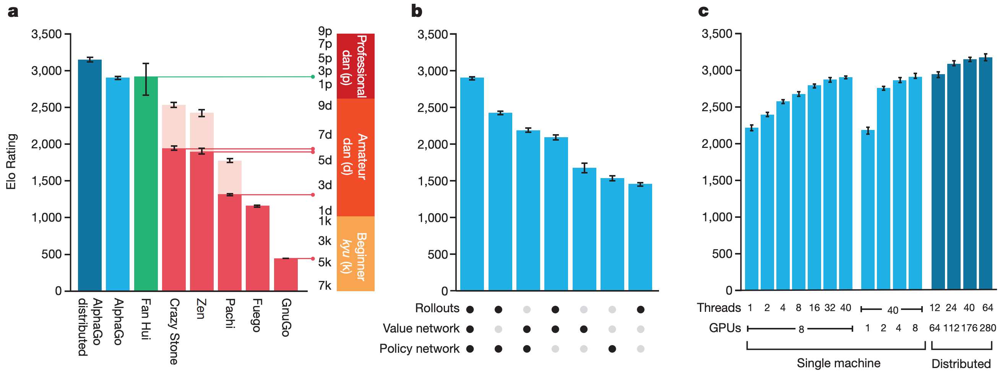 a
Elo Rating
3,500
3,000
2,500
2,000
1,500
1,000
500
0
AlphaGo
distributed
AlphaGo
Fan Hui
Crazy Stone
Zen
Pachi
Fuego
GnuGo
9p
7p
5p
3p
1p
9d
7d
5d
3d
1d
1k
3k
5k
7k
Professional
dan (p)
Amateur
dan (d)
Beginner
kyu (k)
b
3,500
3,000
2,500
2,000
1,500
1,000
500
0
Rollouts
Value network
Policy network
c
3,500
3,000
2,500
2,000
1,500
1,000
500
0
Threads 1 2 4 8 16 32 40 40 12 24 40 64
GPUs 8 1 2 4 8 64 112 176 280
Single machine Distributed